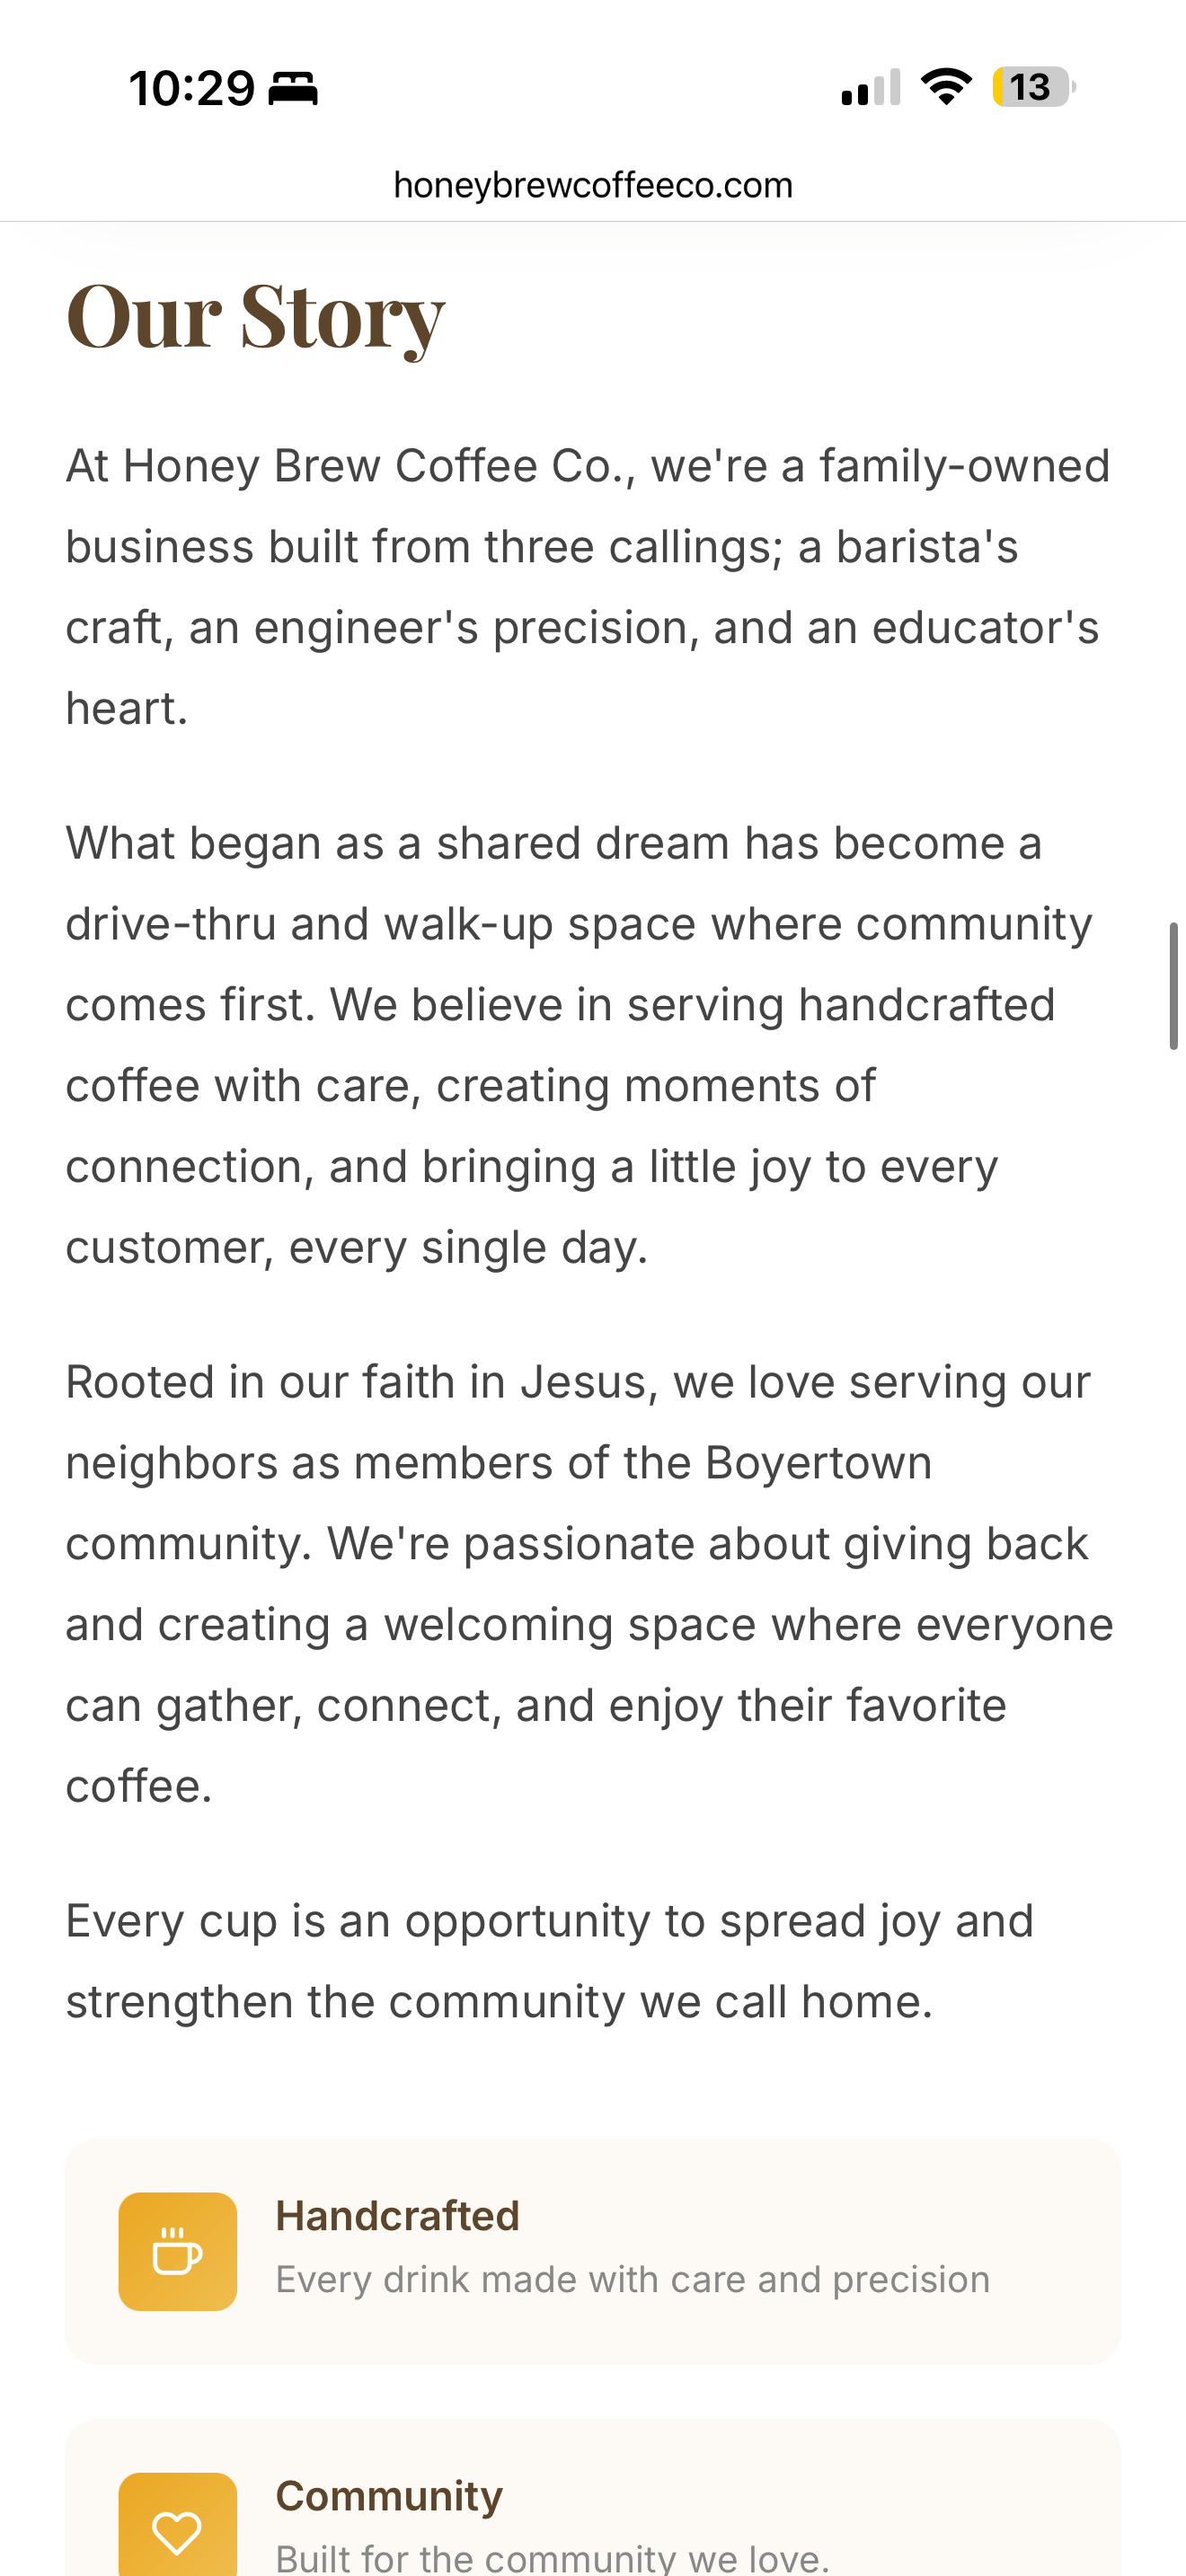 10:29
13
honeybrewcoffeeco.com
Our Story
At Honey Brew Coffee Co., we're a family-owned
business built from three callings; a barista's
craft, an engineer's precision, and an educator's
heart.
What began as a shared dream has become a
drive-thru and walk-up space where community
comes first. We believe in serving handcrafted
coffee with care, creating moments of
connection, and bringing a little joy to every
customer, every single day.
Rooted in our faith in Jesus, we love serving our
neighbors as members of the Boyertown
community. We're passionate about giving back
and creating a welcoming space where everyone
can gather, connect, and enjoy their favorite
coffee.
Every cup is an opportunity to spread joy and
strengthen the community we call home.
Handcrafted
Every drink made with care and precision
Community
Built for the community we love.